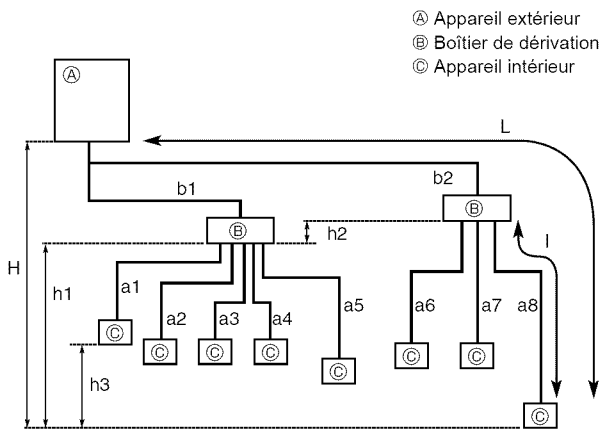 Ⓐ Appareil extérieur
Ⓑ Boîtier de dérivation
Ⓒ Appareil intérieur
Ⓐ
L
b1
b2
Ⓑ
Ⓑ
h2
l
H
h1
a1
a2
a3
a4
a5
a6
a7
a8
Ⓒ
Ⓒ
Ⓒ
Ⓒ
Ⓒ
Ⓒ
Ⓒ
h3
Ⓒ